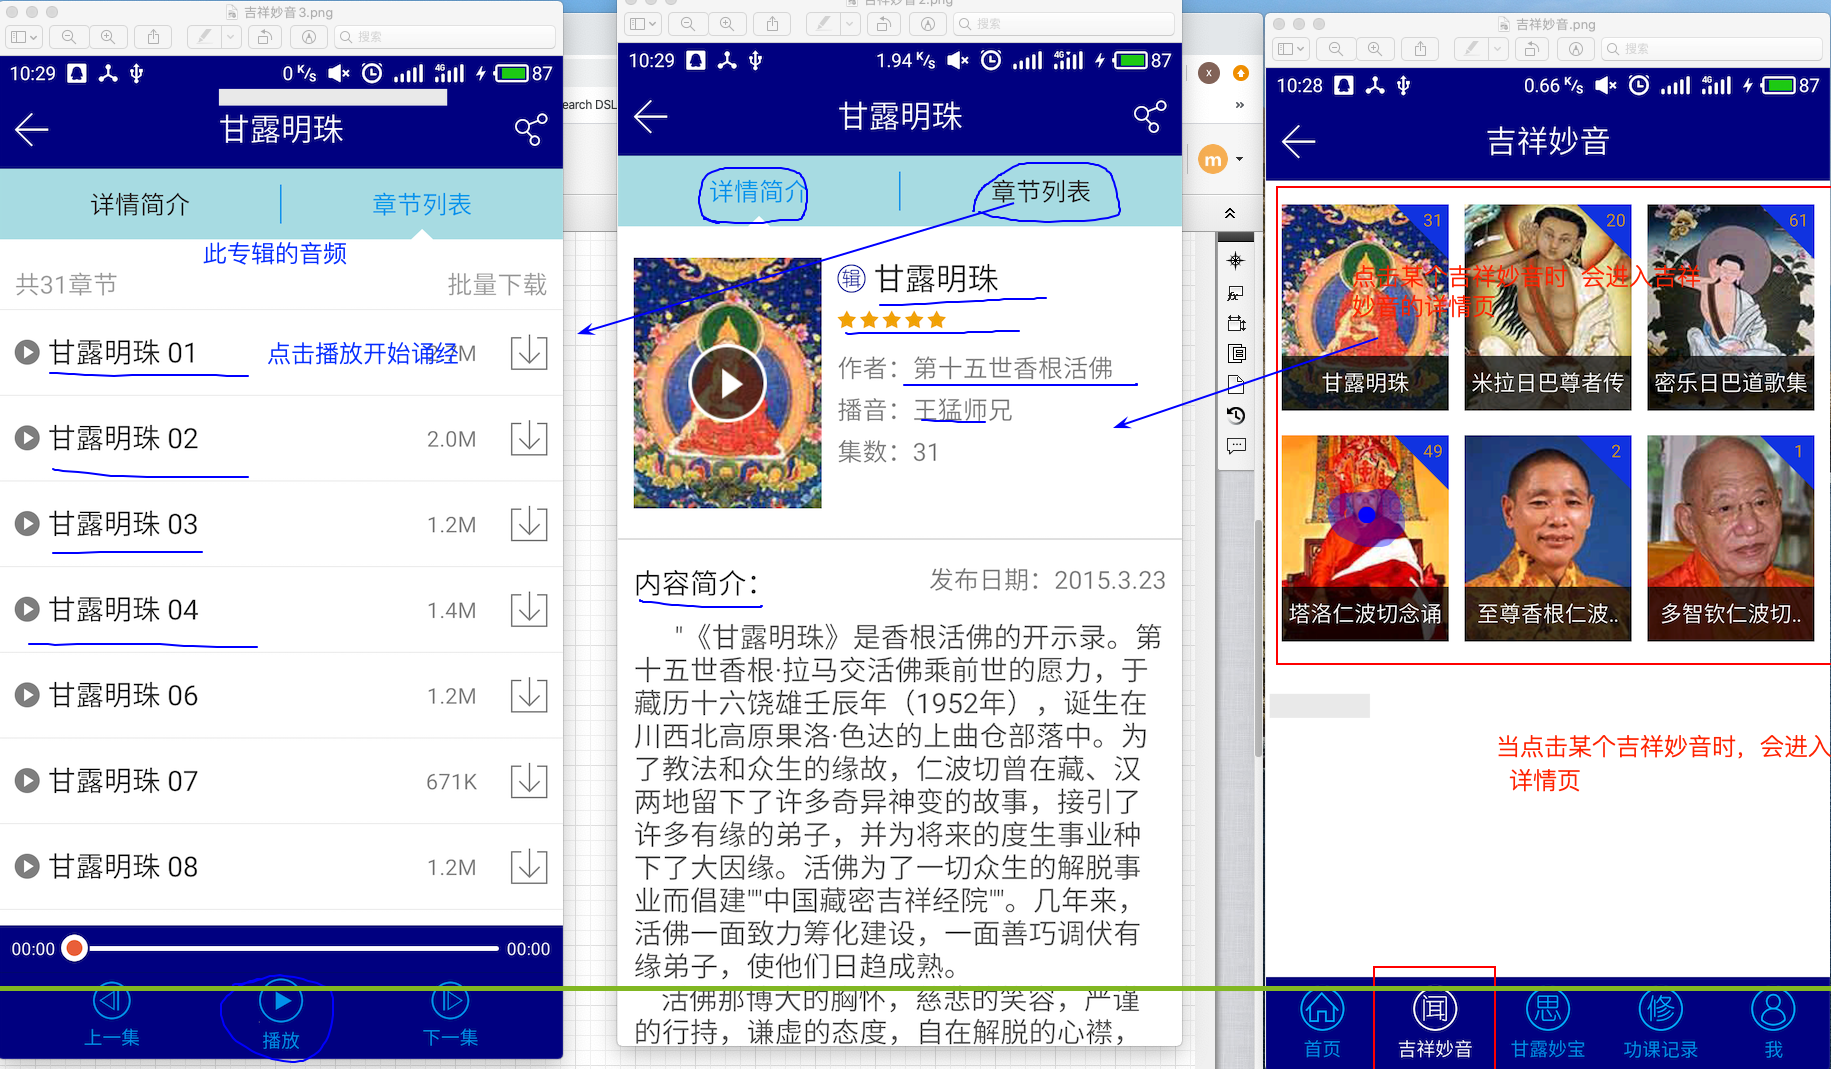 吉祥妙音3.png
搜索
10:29
0 K/s
4G
87
甘露明珠
详情简介
章节列表
此专辑的音频
共31章节
批量下载
甘露明珠 01
点击播放开始诵经
甘露明珠 02
2.0M
甘露明珠 03
1.2M
甘露明珠 04
1.4M
甘露明珠 06
1.2M
甘露明珠 07
671K
甘露明珠 08
1.2M
00:00
00:00
上一集
播放
下一集
earch DSL
吉祥妙音2.png
搜索
10:29
1.94 K/s
4G
87
甘露明珠
详情简介
章节列表
辑 甘露明珠
作者：第十五世香根活佛
播音：王猛师兄
集数：31
内容简介：
发布日期：2015.3.23
"《甘露明珠》是香根活佛的开示录。第
十五世香根·拉马交活佛乘前世的愿力，于
藏历十六饶雄壬辰年（1952年），诞生在
川西北高原果洛·色达的上曲仓部落中。为
了教法和众生的缘故，仁波切曾在藏、汉
两地留下了许多奇异神变的故事，接引了
许多有缘的弟子，并为将来的度生事业种
下了大因缘。活佛为了一切众生的解脱事
业而倡建""中国藏密吉祥经院""。几年来，
活佛一面致力筹化建设，一面善巧调伏有
缘弟子，使他们日趋成熟。
活佛那博大的胸怀，慈悲的笑容，严谨
的行持，谦虚的态度，自在解脱的心襟，
x
»
m
fx
吉祥妙音.png
搜索
10:28
0.66 K/s
4G
87
吉祥妙音
31
20
61
点击某个吉祥妙音时 会进入吉祥
妙音的详情页
甘露明珠
米拉日巴尊者传
密乐日巴道歌集
49
2
1
塔洛仁波切念诵
至尊香根仁波..
多智钦仁波切..
当点击某个吉祥妙音时，会进入
详情页
闻
思
修
首页
吉祥妙音
甘露妙宝
功课记录
我